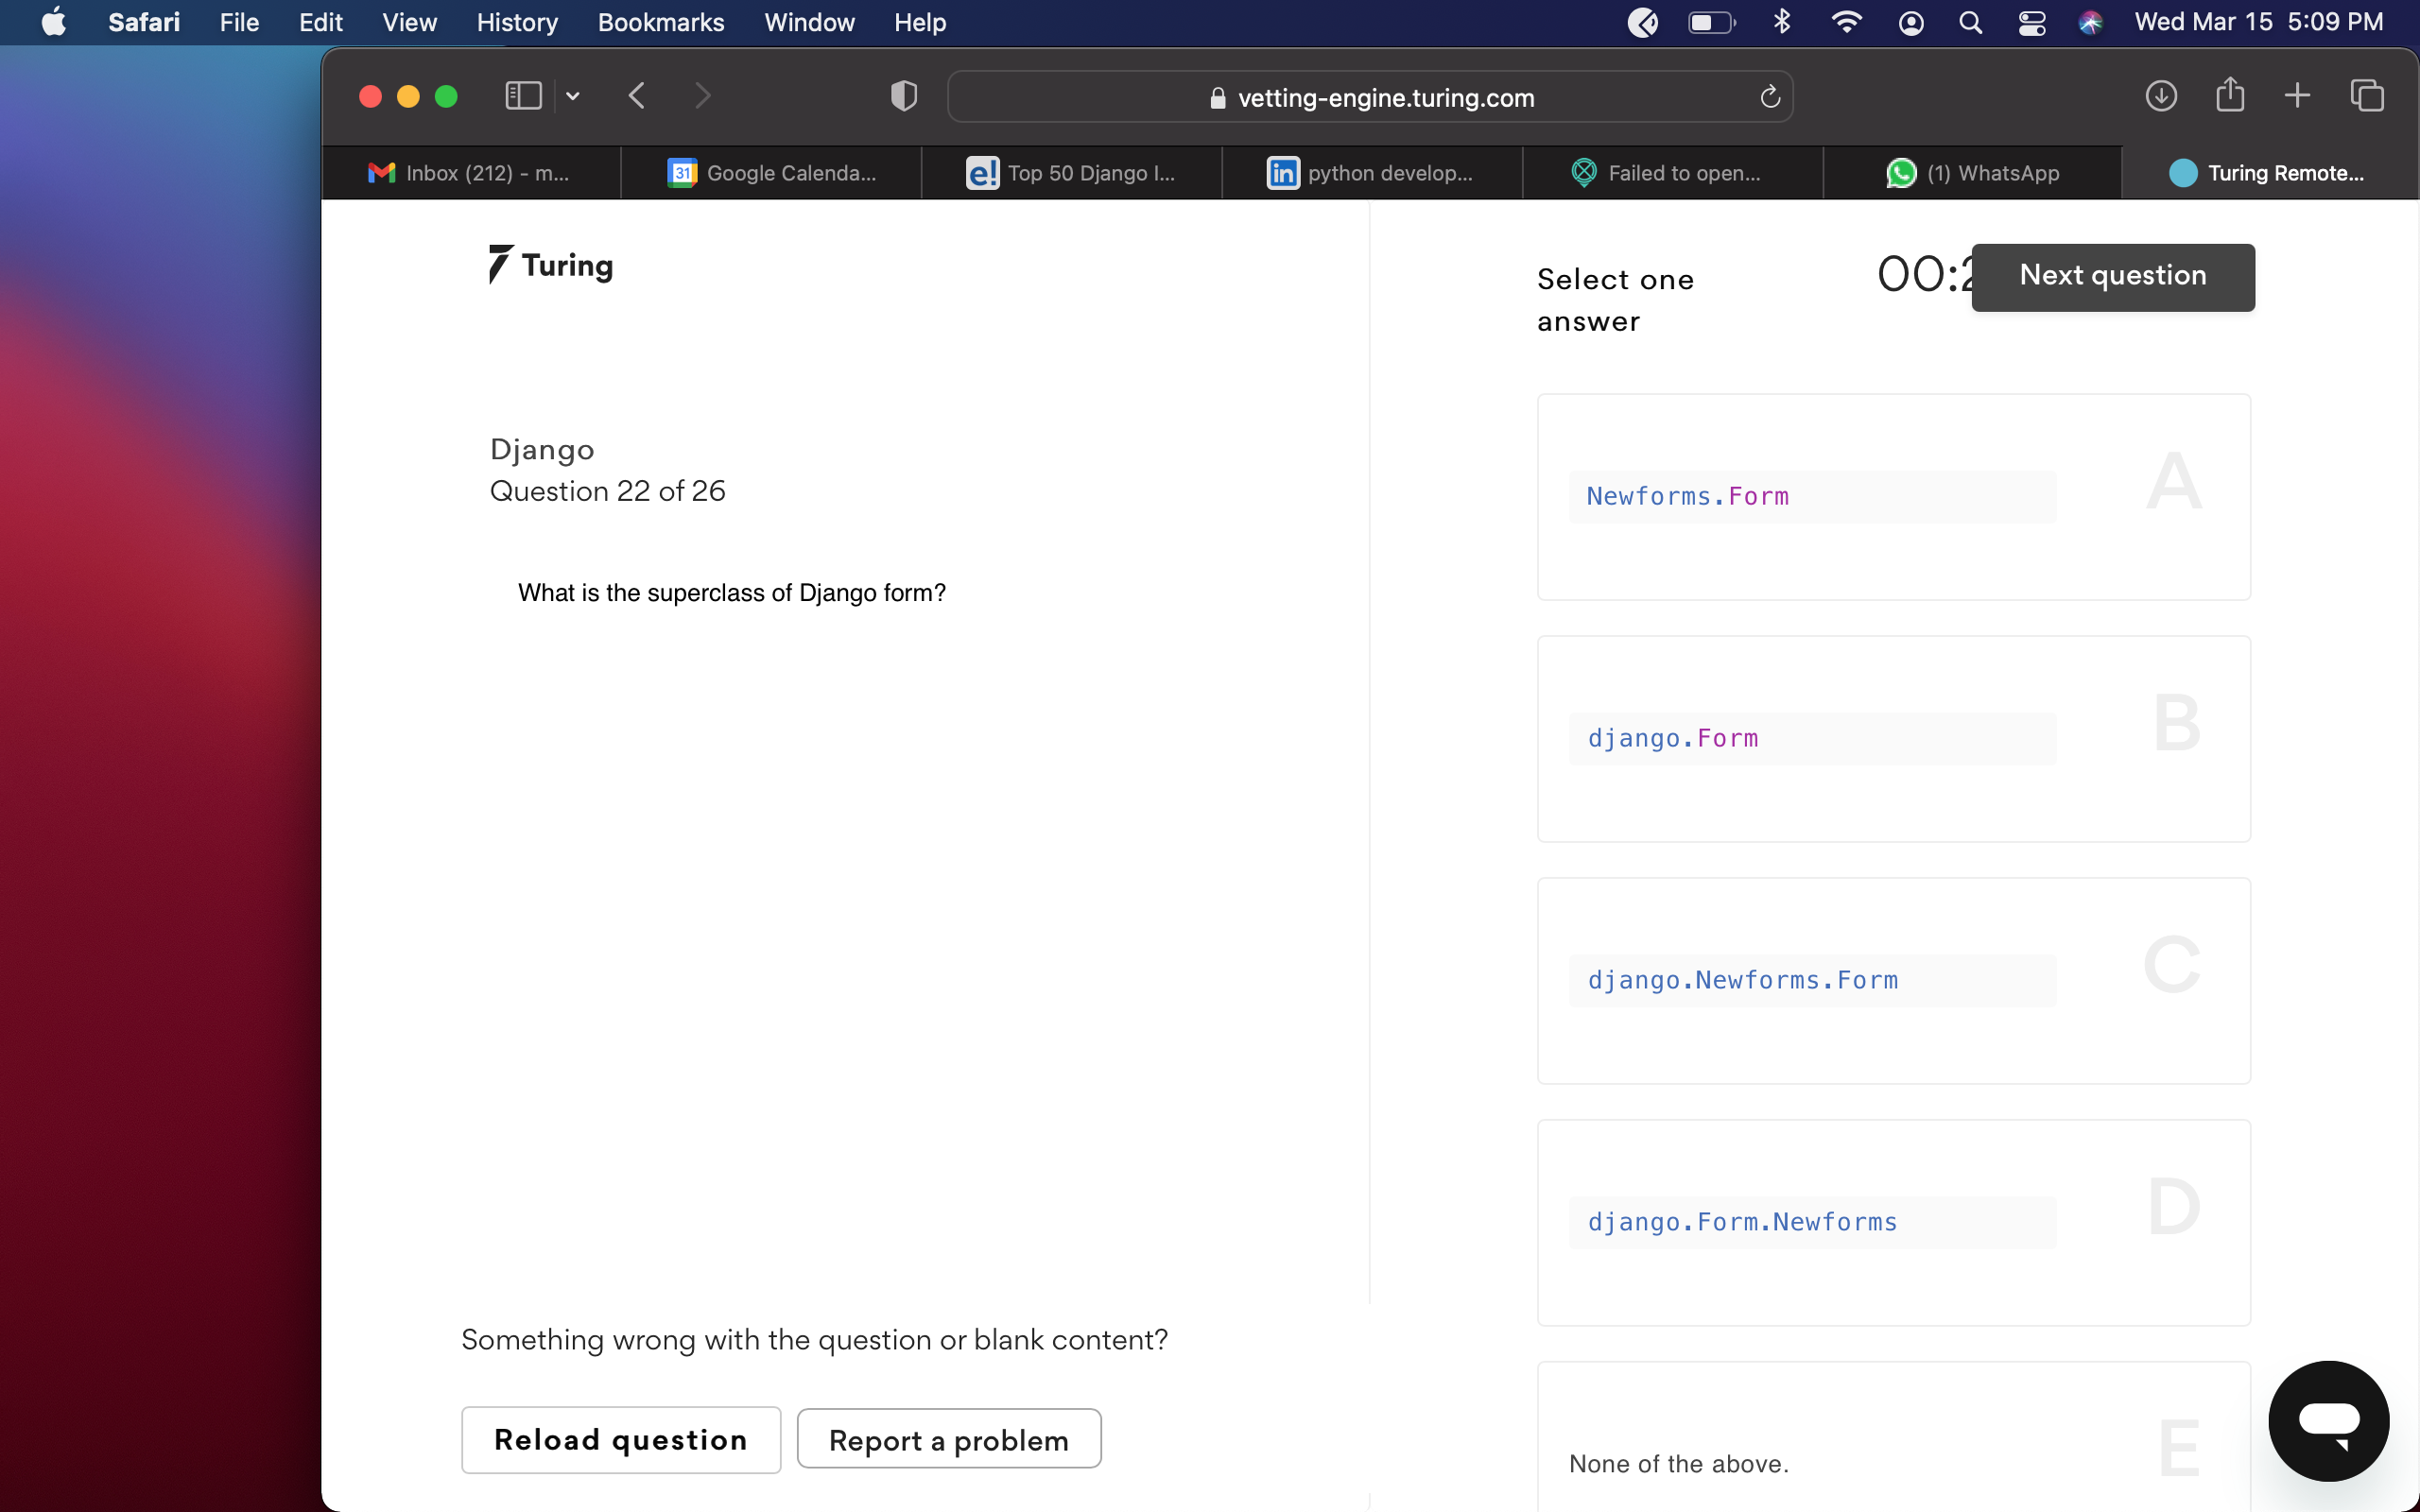 Safari File Edit View History Bookmarks Window Help Wed Mar 15 5:09 PM
vetting-engine.turing.com
Inbox (212) - m... 31 Google Calenda... e! Top 50 Django I... in python develop... Failed to open... (1) WhatsApp Turing Remote...
Turing
Django
Question 22 of 26
What is the superclass of Django form?
Something wrong with the question or blank content?
Reload question Report a problem
Select one
answer
00:2
Next question
Newforms.Form
A
django.Form
B
django.Newforms.Form
C
django.Form.Newforms
D
None of the above.
E